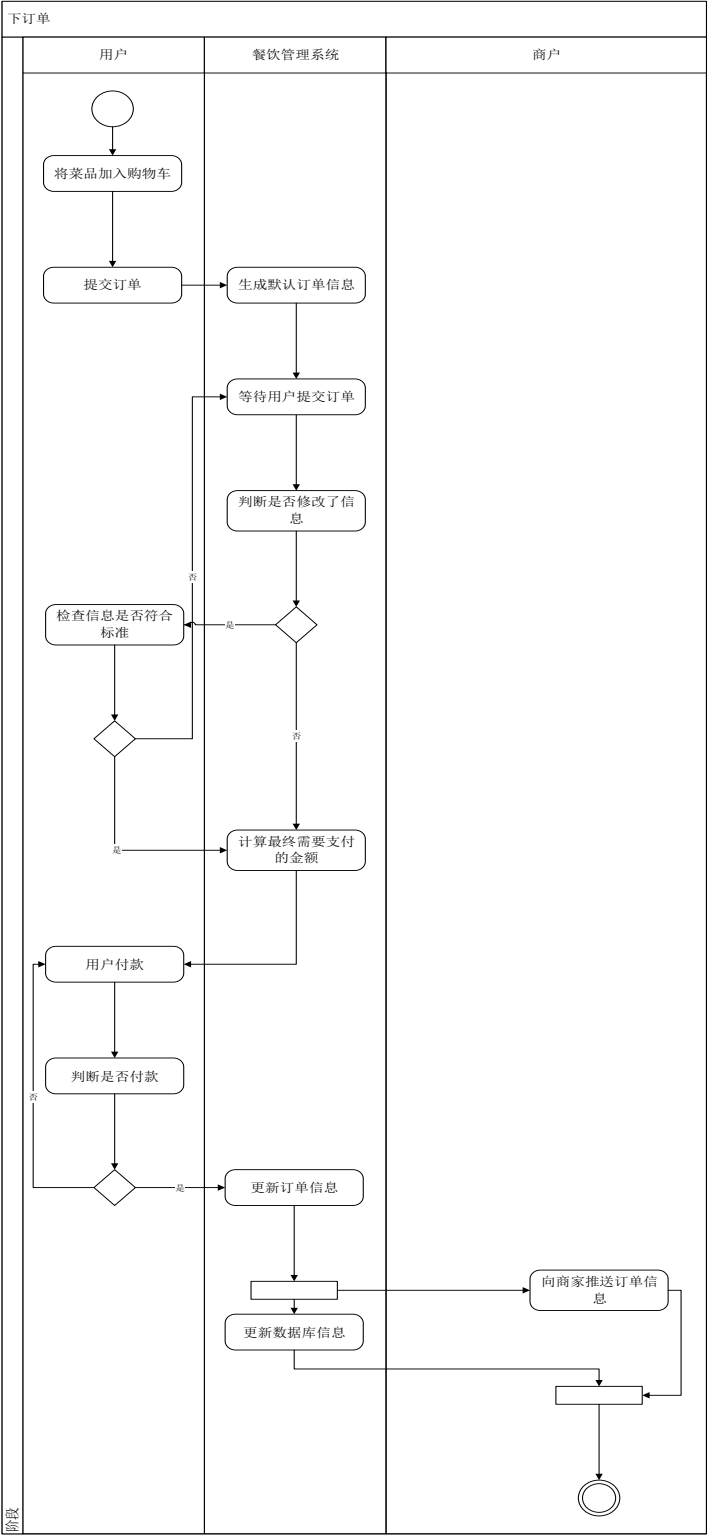 下订单
用户
餐饮管理系统
商户
将菜品加入购物车
提交订单
生成默认订单信息
等待用户提交订单
判断是否修改了信
息
否
检查信息是否符合
标准
是
否
是
计算最终需要支付
的金额
用户付款
判断是否付款
否
是
更新订单信息
向商家推送订单信
息
更新数据库信息
阶段